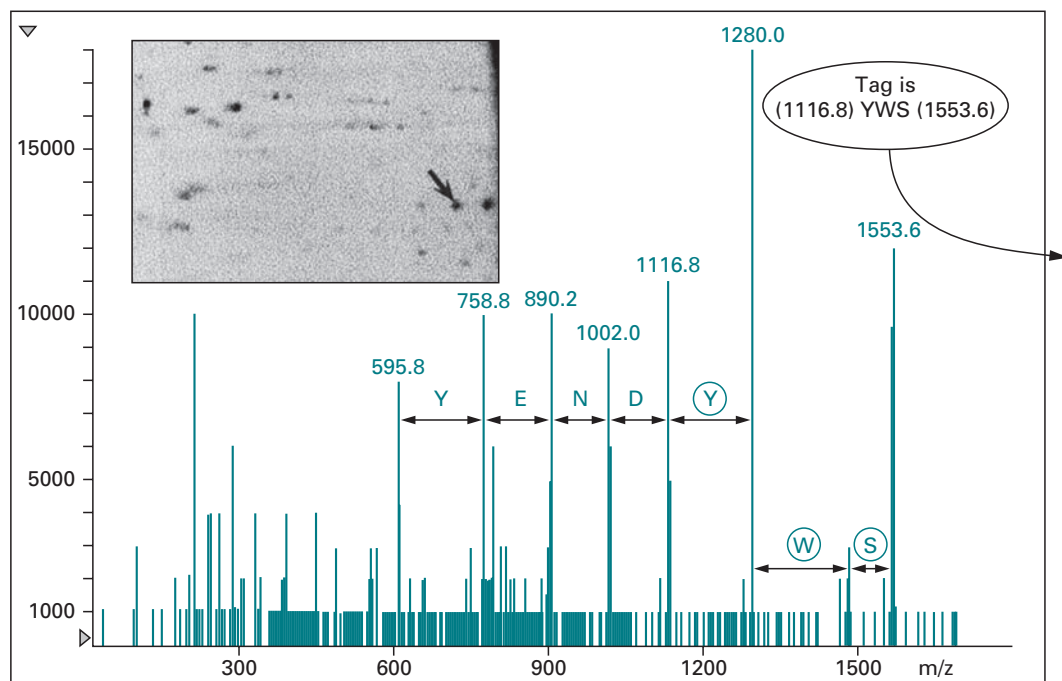 1280.0
Tag is
(1116.8) YWS (1553.6)
15000
1553.6
1116.8
758.8 890.2
10000
1002.0
595.8
Y E N D Y
5000
W S
1000
300 600 900 1200 1500 m/z